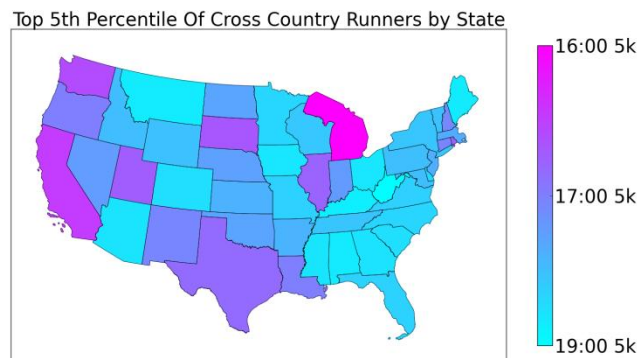 Top 5th Percentile Of Cross Country Runners by State
16:00 5k
17:00 5k
19:00 5k